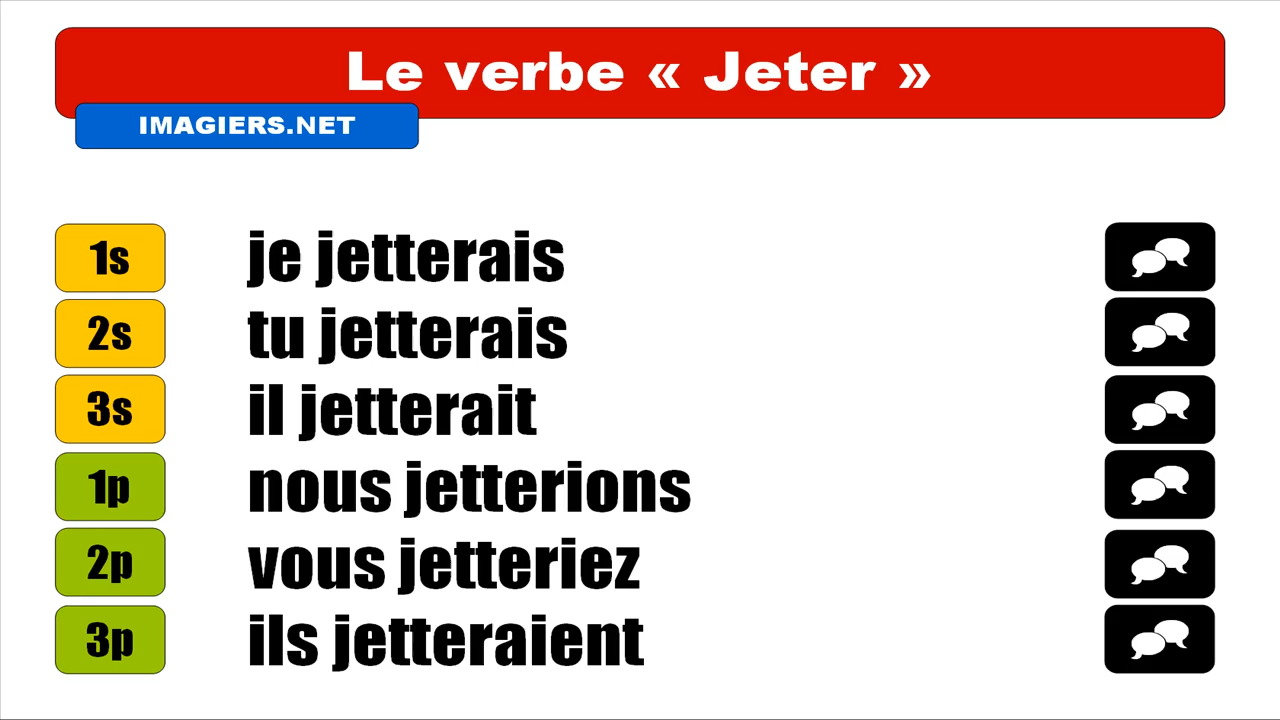 Le verbe « Jeter »
IMAGIERS.NET
1s je jetterais
2s tu jetterais
3s il jetterait
1p nous jetterions
2p vous jetteriez
3p ils jetteraient